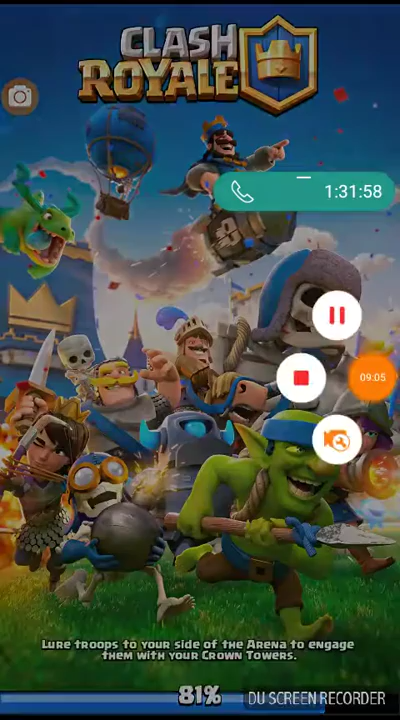 CLASH
ROYALE
1:31:58
09:05
Lure troops to your side of the Arena to engage
them with your Crown Towers.
81%
DU SCREEN RECORDER